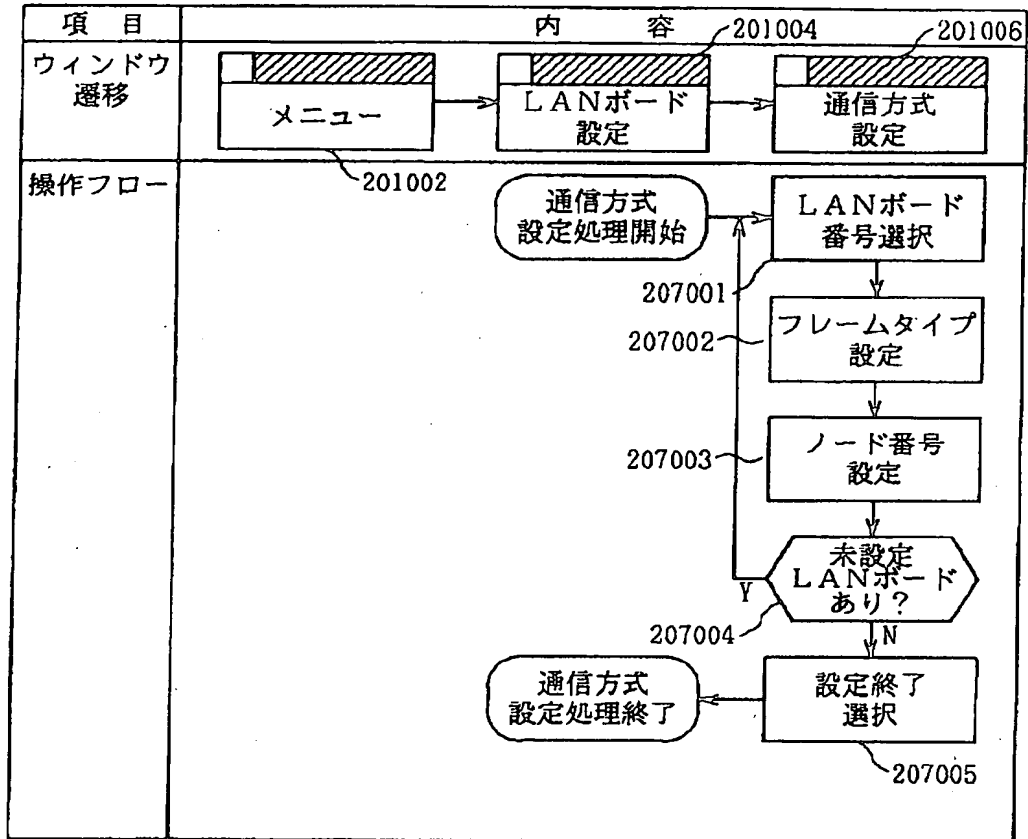 項 目
内 容
201004
201006
ウィンドウ
遷移
メニュー
LANボード
設定
通信方式
設定
201002
操作フロー
通信方式
設定処理開始
LANボード
番号選択
207001
フレームタイプ
設定
207002
ノード番号
設定
207003
未設定
LANボード
あり？
Y
207004
N
通信方式
設定処理終了
設定終了
選択
207005